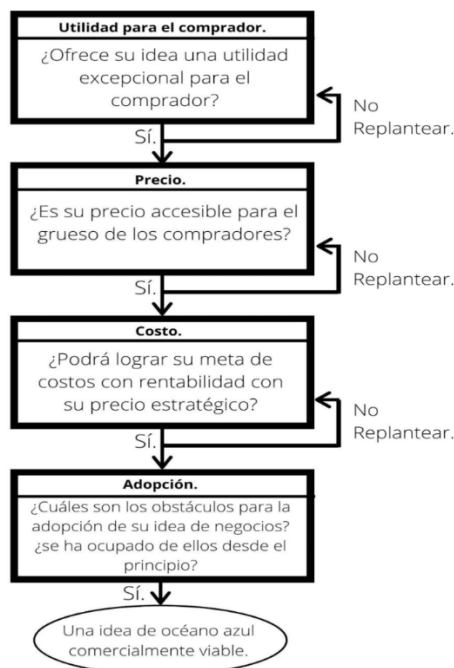 Utilidad para el comprador.
¿Ofrece su idea una utilidad
excepcional para el
comprador?
No
Replantear.
Sí.
Precio.
¿Es su precio accesible para el
grueso de los compradores?
No
Replantear.
Sí.
Costo.
¿Podrá lograr su meta de
costos con rentabilidad con
su precio estratégico?
No
Replantear.
Sí.
Adopción.
¿Cuáles son los obstáculos para la
adopción de su idea de negocios?
¿se ha ocupado de ellos desde el
principio?
Sí.
Una idea de océano azul
comercialmente viable.